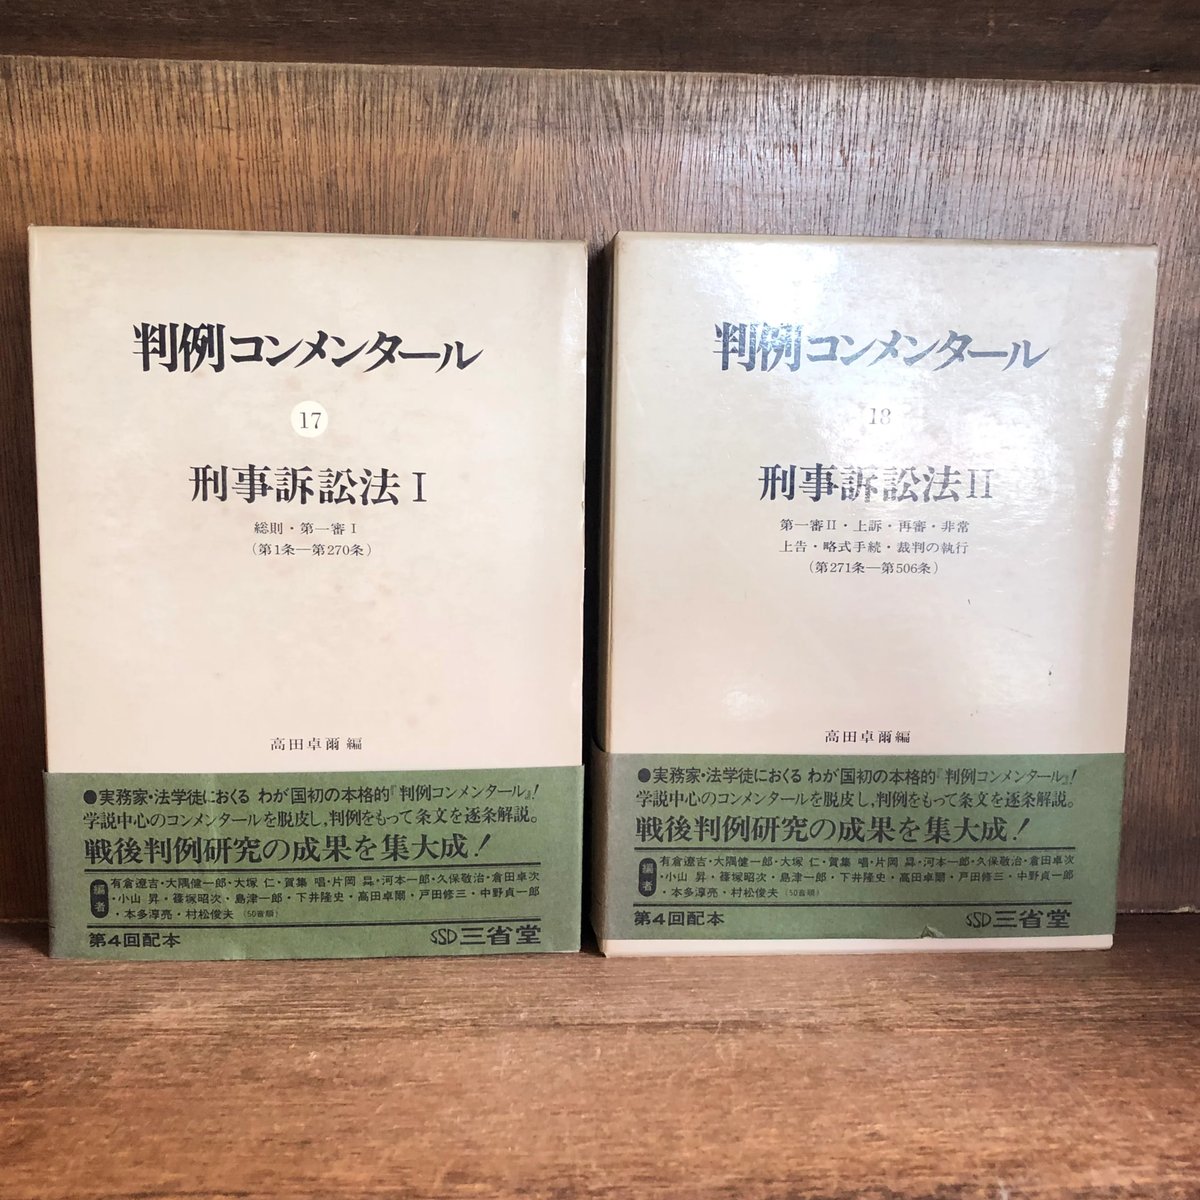 判例コンメンタール
17
刑事訴訟法 I
総則・第一審 I
(第1条―第270条)
高田卓爾編
●実務家・法学徒におくる わが国初の本格的『判例コンメンタール』!
学説中心のコンメンタールを脱皮し,判例をもって条文を逐条解説。
戦後判例研究の成果を集大成!
編者
有倉遼吉・大隅健一郎・大塚 仁・賀集 唱・片岡 曻・河本一郎・久保敬治・倉田卓次
・小山 昇・篠塚昭次・島津一郎・下井隆史・高田卓爾・戸田修三・中野貞一郎
・本多淳亮・村松俊夫 (50音順)
第4回配本
SSD 三省堂
判例コンメンタール
18
刑事訴訟法 II
第一審II・上訴・再審・非常
上告・略式手続・裁判の執行
(第271条―第506条)
高田卓爾編
●実務家・法学徒におくる わが国初の本格的『判例コンメンタール』!
学説中心のコンメンタールを脱皮し,判例をもって条文を逐条解説。
戦後判例研究の成果を集大成!
編者
有倉遼吉・大隅健一郎・大塚 仁・賀集 唱・片岡 曻・河本一郎・久保敬治・倉田卓次
・小山 昇・篠塚昭次・島津一郎・下井隆史・高田卓爾・戸田修三・中野貞一郎
・本多淳亮・村松俊夫 (50音順)
第4回配本
SSD 三省堂